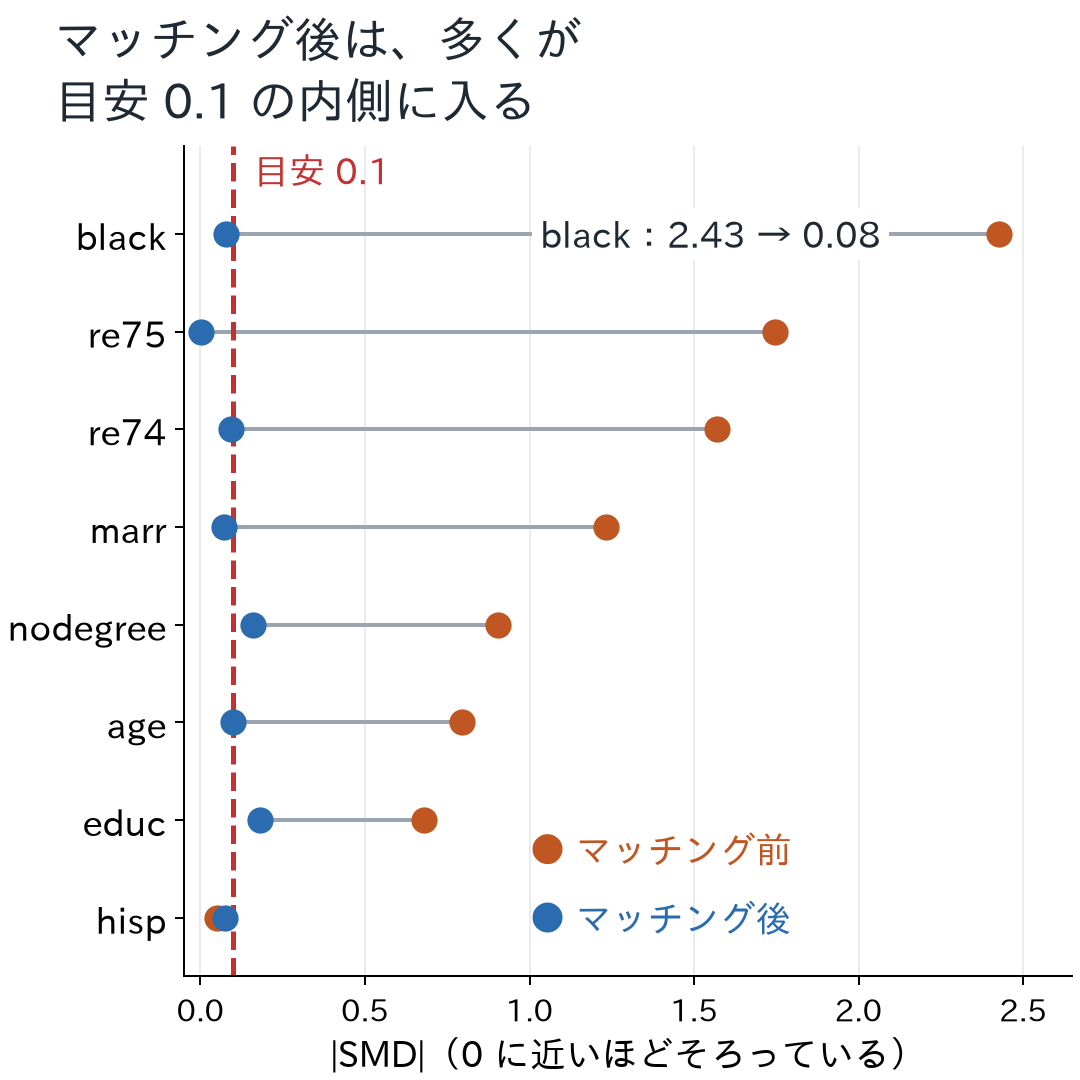 マッチング後は、多くが
目安 0.1 の内側に入る
目安 0.1
black
black：2.43 → 0.08
re75
re74
marr
nodegree
age
educ
hisp
マッチング前
マッチング後
0.0 0.5 1.0 1.5 2.0 2.5
|SMD|（0 に近いほどそろっている）